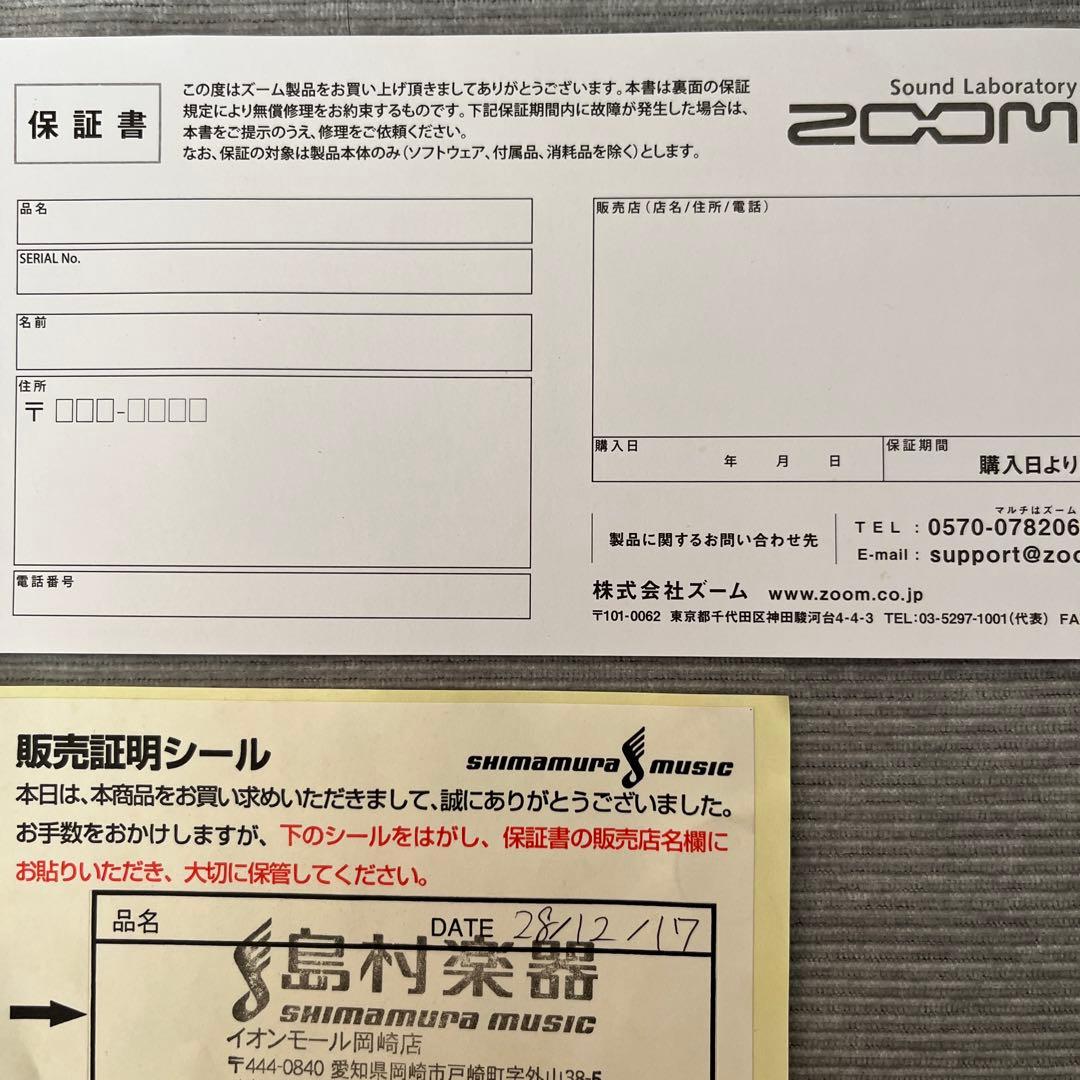 保証書
この度はズーム製品をお買い上げ頂きましてありがとうございます。本書は裏面の保証
規定により無償修理をお約束するものです。下記保証期間内に故障が発生した場合は、
本書をご提示のうえ、修理をご依頼ください。
なお、保証の対象は製品本体のみ(ソフトウェア、付属品、消耗品を除く)とします。
Sound Laboratory
ZOOM
品名
SERIAL No.
名前
住所
〒□□□-□□□□
電話番号
販売店(店名/住所/電話)
購入日
年 月 日
保証期間
購入日より
製品に関するお問い合わせ先
マルチはズーム
TEL : 0570-078206
E-mail : support@zoo
株式会社ズーム www.zoom.co.jp
〒101-0062 東京都千代田区神田駿河台4-4-3 TEL:03-5297-1001(代表) FA
販売証明シール
SHIMAMURA MUSIC
本日は、本商品をお買い求めいただきまして、誠にありがとうございました。
お手数をおかけしますが、下のシールをはがし、保証書の販売店名欄に
お貼りいただき、大切に保管してください。
品名 DATE 28/12/17
島村楽器
SHIMAMURA MUSIC
イオンモール岡崎店
〒444-0840 愛知県岡崎市戸崎町字外山38-5